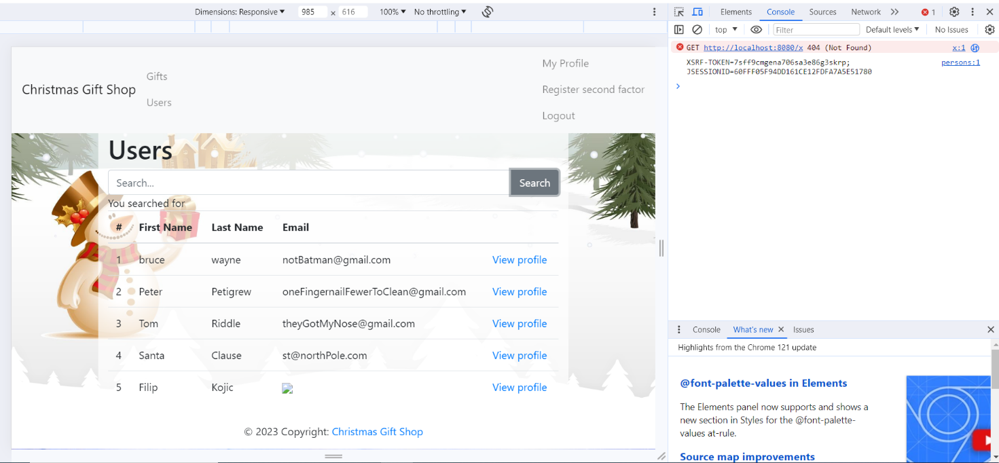 Dimensions: Responsive 985 × 616 100% No throttling
Christmas Gift Shop
Gifts
Users
My Profile
Register second factor
Logout
Users
Search... Search
You searched for
# First Name Last Name Email
1 bruce wayne notBatman@gmail.com View profile
2 Peter Petigrew oneFingernailFewerToClean@gmail.com View profile
3 Tom Riddle theyGotMyNose@gmail.com View profile
4 Santa Clause st@northPole.com View profile
5 Filip Kojic View profile
© 2023 Copyright: Christmas Gift Shop
Elements Console Sources Network 1
top Filter Default levels No Issues
GET http://localhost:8080/x 404 (Not Found) x:1
XSRF-TOKEN=7sff9cmgena706sa3e86g3skrp; persons:1
JSESSIONID=60FFF05F94DD161CE12FDFA7A5E51780
Console What's new Issues
Highlights from the Chrome 121 update
@font-palette-values in Elements
The Elements panel now supports and shows a
new section in Styles for the @font-palette-
values at-rule.
Source map improvements